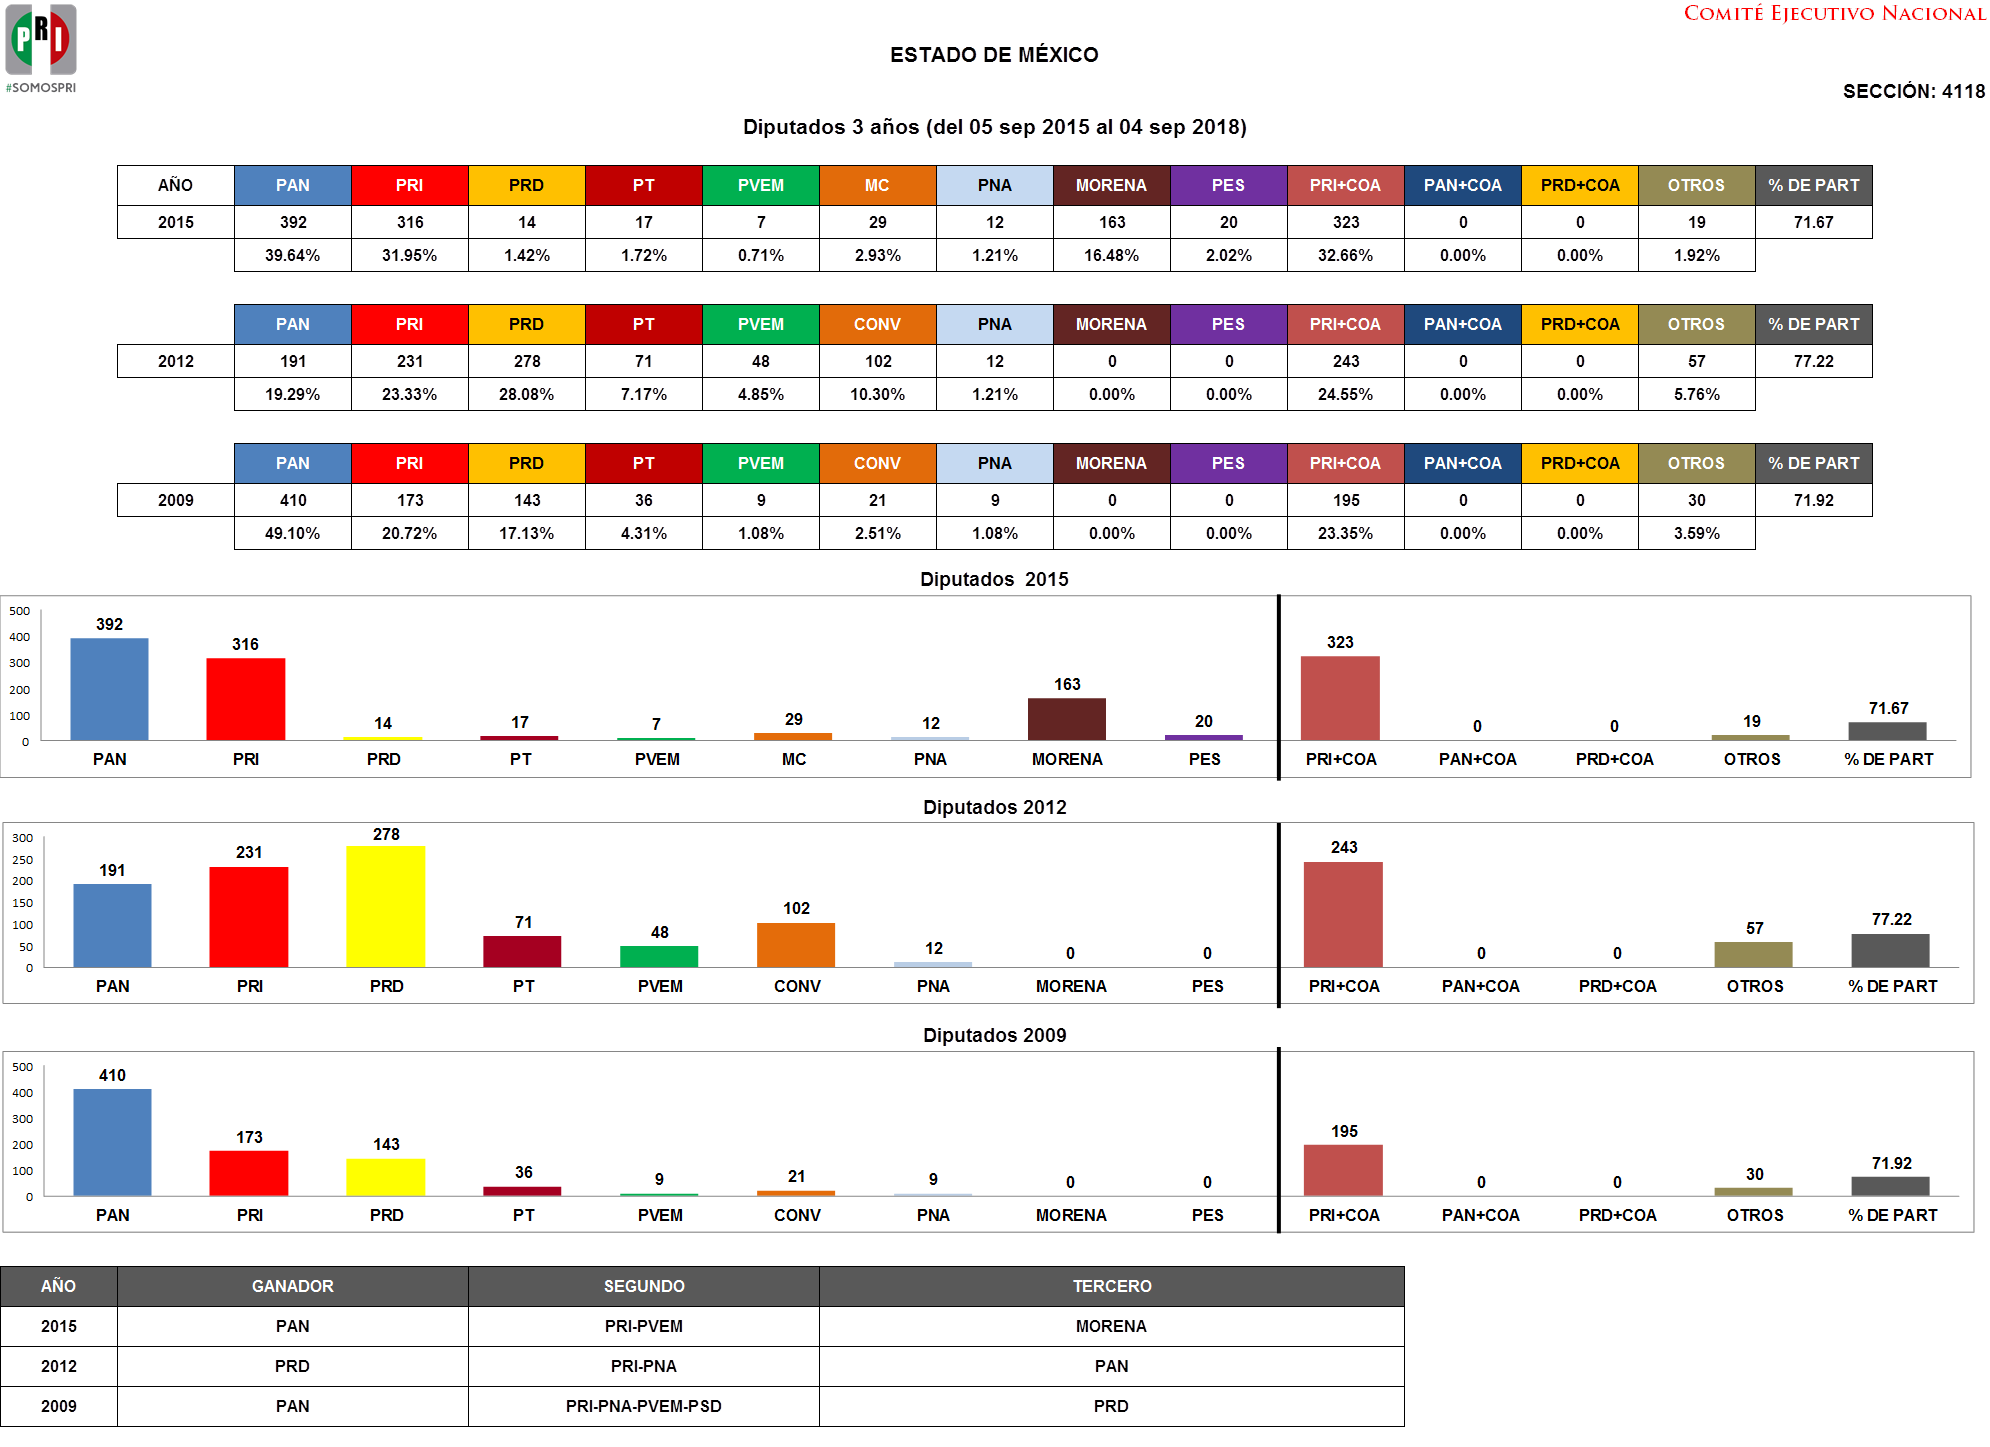 PRI
#SOMOSPRI
COMITÉ EJECUTIVO NACIONAL
ESTADO DE MÉXICO
SECCIÓN: 4118
Diputados 3 años (del 05 sep 2015 al 04 sep 2018)
AÑO PAN PRI PRD PT PVEM MC PNA MORENA PES PRI+COA PAN+COA PRD+COA OTROS % DE PART
2015 392 316 14 17 7 29 12 163 20 323 0 0 19 71.67
39.64% 31.95% 1.42% 1.72% 0.71% 2.93% 1.21% 16.48% 2.02% 32.66% 0.00% 0.00% 1.92%
PAN PRI PRD PT PVEM CONV PNA MORENA PES PRI+COA PAN+COA PRD+COA OTROS % DE PART
2012 191 231 278 71 48 102 12 0 0 243 0 0 57 77.22
19.29% 23.33% 28.08% 7.17% 4.85% 10.30% 1.21% 0.00% 0.00% 24.55% 0.00% 0.00% 5.76%
PAN PRI PRD PT PVEM CONV PNA MORENA PES PRI+COA PAN+COA PRD+COA OTROS % DE PART
2009 410 173 143 36 9 21 9 0 0 195 0 0 30 71.92
49.10% 20.72% 17.13% 4.31% 1.08% 2.51% 1.08% 0.00% 0.00% 23.35% 0.00% 0.00% 3.59%
Diputados 2015
500
400
300
200
100
0
392 316 14 17 7 29 12 163 20 323 0 0 19 71.67
PAN PRI PRD PT PVEM MC PNA MORENA PES PRI+COA PAN+COA PRD+COA OTROS % DE PART
Diputados 2012
300
250
200
150
100
50
0
191 231 278 71 48 102 12 0 0 243 0 0 57 77.22
PAN PRI PRD PT PVEM CONV PNA MORENA PES PRI+COA PAN+COA PRD+COA OTROS % DE PART
Diputados 2009
500
400
300
200
100
0
410 173 143 36 9 21 9 0 0 195 0 0 30 71.92
PAN PRI PRD PT PVEM CONV PNA MORENA PES PRI+COA PAN+COA PRD+COA OTROS % DE PART
AÑO GANADOR SEGUNDO TERCERO
2015 PAN PRI-PVEM MORENA
2012 PRD PRI-PNA PAN
2009 PAN PRI-PNA-PVEM-PSD PRD